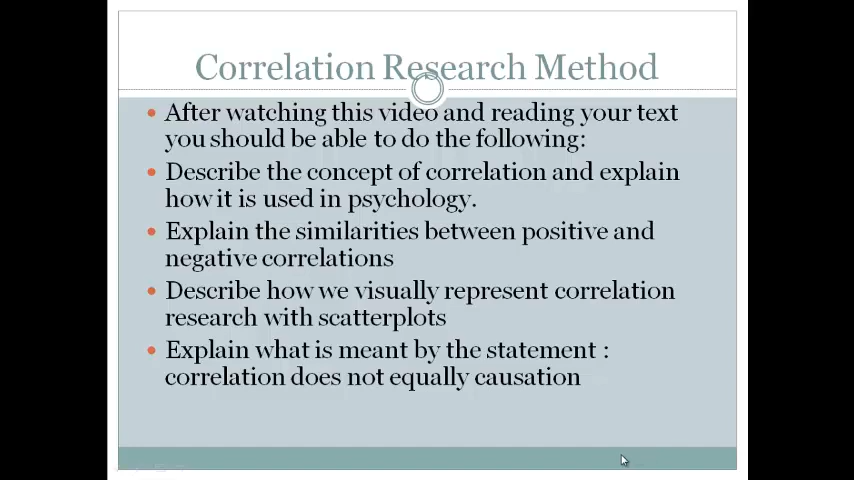 Correlation Research Method
• After watching this video and reading your text
you should be able to do the following:
• Describe the concept of correlation and explain
how it is used in psychology.
• Explain the similarities between positive and
negative correlations
• Describe how we visually represent correlation
research with scatterplots
• Explain what is meant by the statement :
correlation does not equally causation